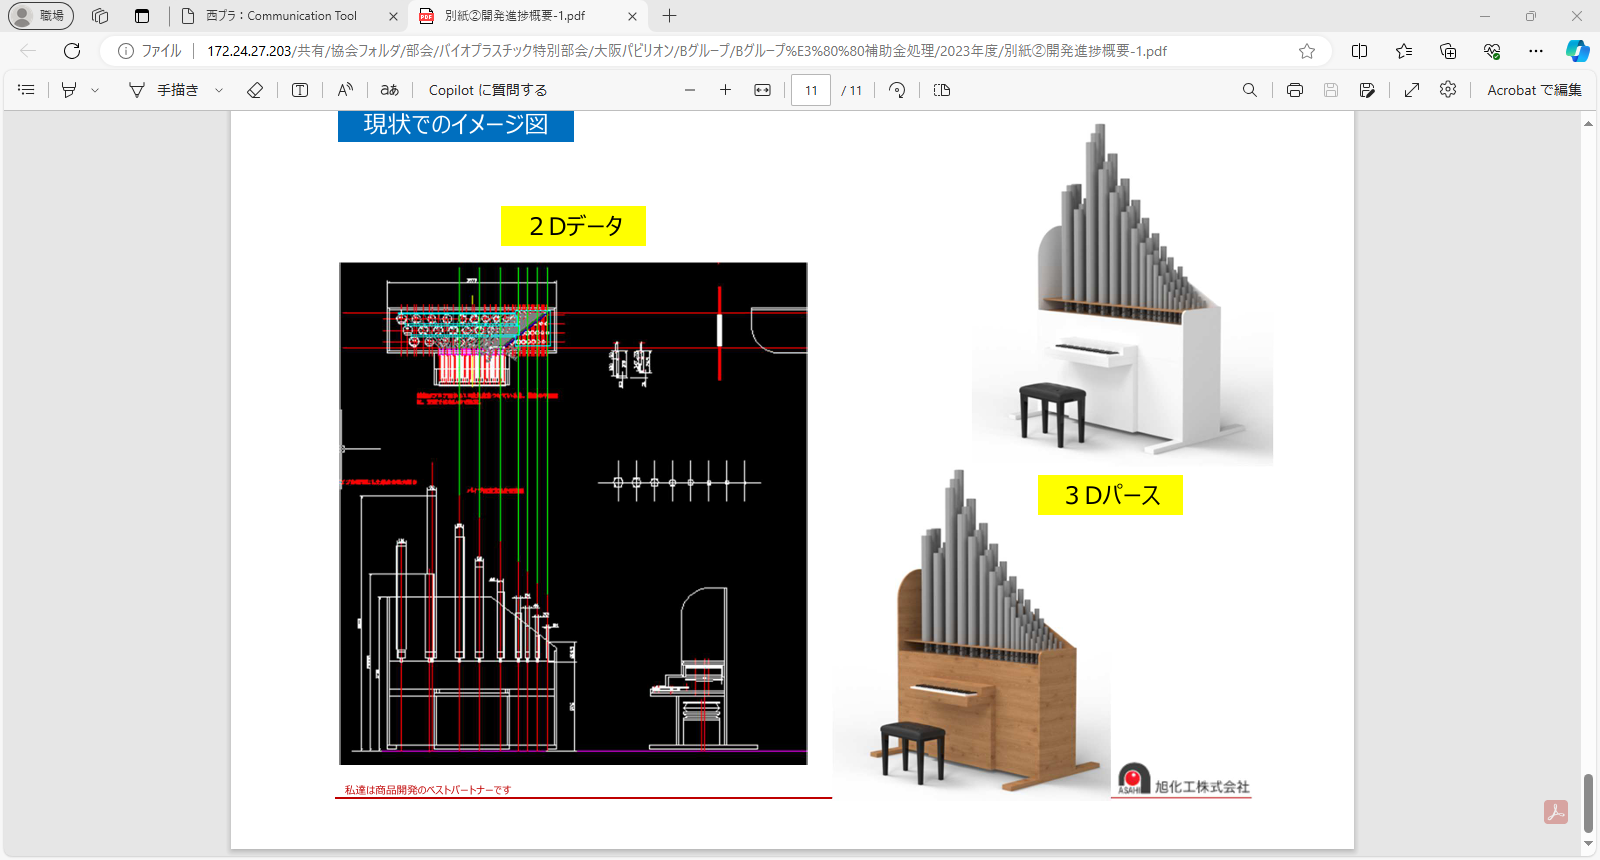 職場
西プラ：Communication Tool
別紙②開発進捗概要-1.pdf
ファイル
172.24.27.203/共有/協会フォルダ/部会/バイオプラスチック特別部会/大阪パビリオン/Bグループ/Bグループ%E3%80%80補助金処理/2023年度/別紙②開発進捗概要-1.pdf
手描き
aあ
Copilot に質問する
11
/ 11
Acrobat で編集
現状でのイメージ図
２Dデータ
３Dパース
私達は商品開発のベストパートナーです
ASAHI
旭化工株式会社